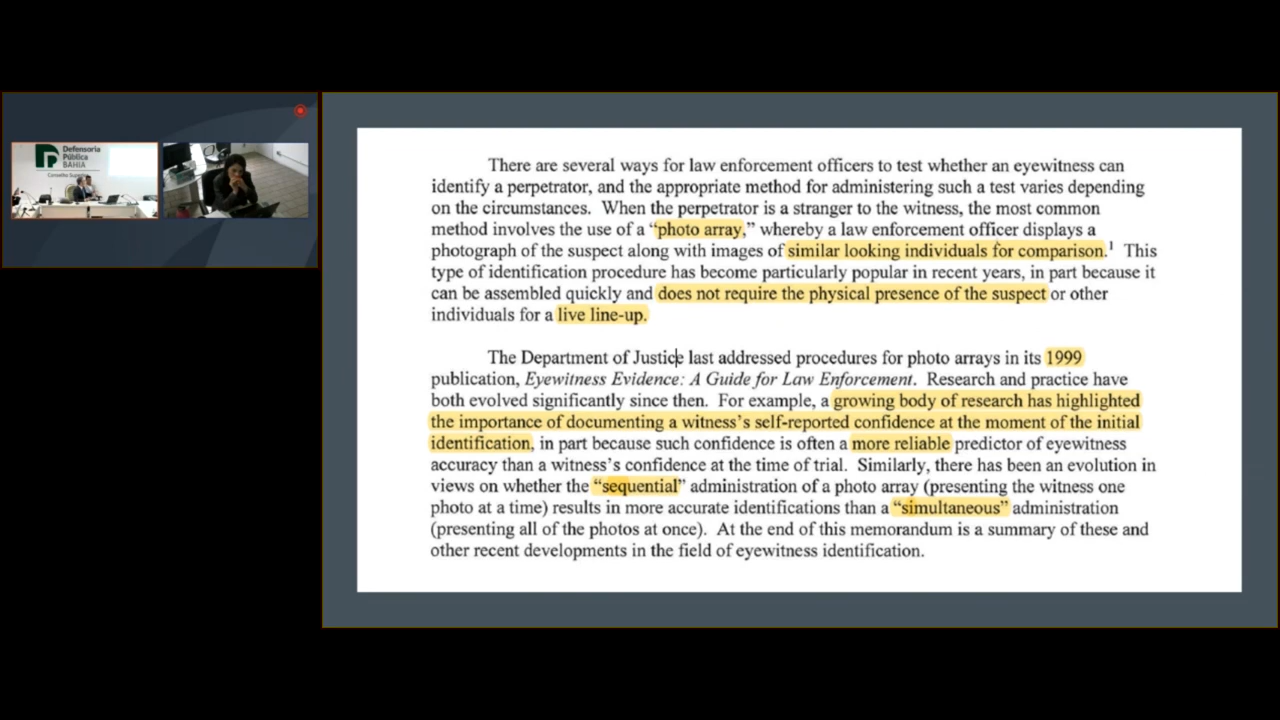 Defensoria
Pública
BAHIA
There are several ways for law enforcement officers to test whether an eyewitness can
identify a perpetrator, and the appropriate method for administering such a test varies depending
on the circumstances. When the perpetrator is a stranger to the witness, the most common
method involves the use of a “photo array,” whereby a law enforcement officer displays a
photograph of the suspect along with images of similar looking individuals for comparison.¹ This
type of identification procedure has become particularly popular in recent years, in part because it
can be assembled quickly and does not require the physical presence of the suspect or other
individuals for a live line-up.
The Department of Justice last addressed procedures for photo arrays in its 1999
publication, Eyewitness Evidence: A Guide for Law Enforcement. Research and practice have
both evolved significantly since then. For example, a growing body of research has highlighted
the importance of documenting a witness’s self-reported confidence at the moment of the initial
identification, in part because such confidence is often a more reliable predictor of eyewitness
accuracy than a witness’s confidence at the time of trial. Similarly, there has been an evolution in
views on whether the “sequential” administration of a photo array (presenting the witness one
photo at a time) results in more accurate identifications than a “simultaneous” administration
(presenting all of the photos at once). At the end of this memorandum is a summary of these and
other recent developments in the field of eyewitness identification.